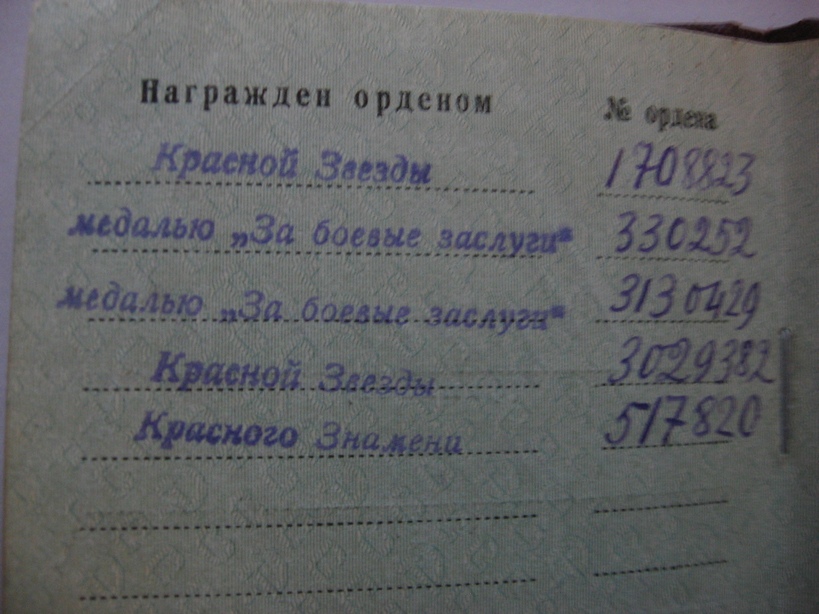 Награжден орденом № ордена
Красной Звезды 1708823
медалью „За боевые заслуги“ 330252
медалью „За боевые заслуги“ 3130429
Красной Звезды 3029382
Красного Знамени 517820